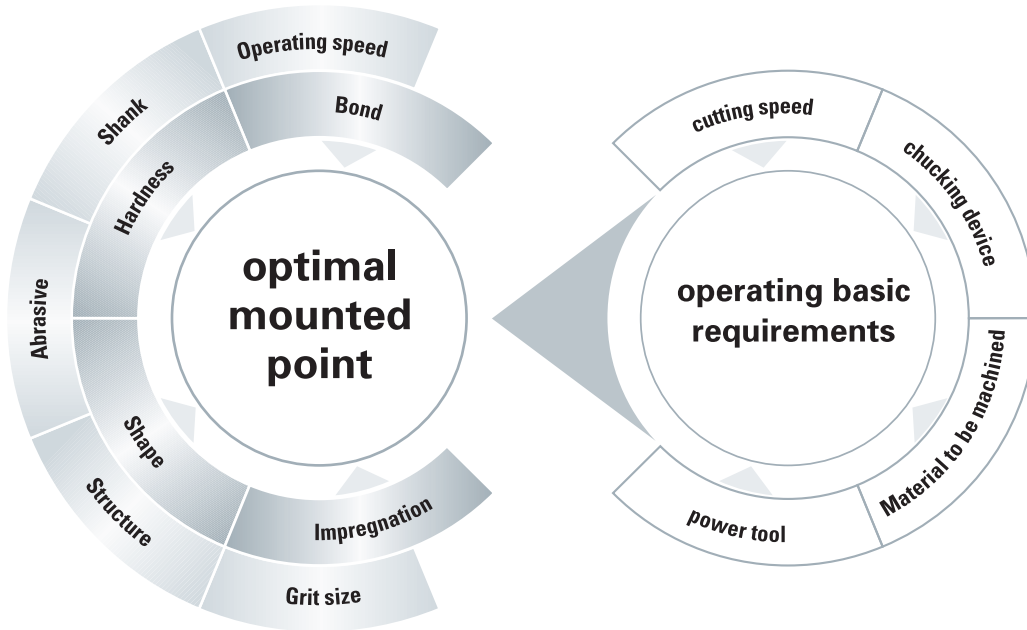 Operating speed
Bond
Shank
Hardness
Abrasive
Shape
Structure
Impregnation
Grit size
optimal
mounted
point
cutting speed
chucking device
operating basic
requirements
Material to be machined
power tool